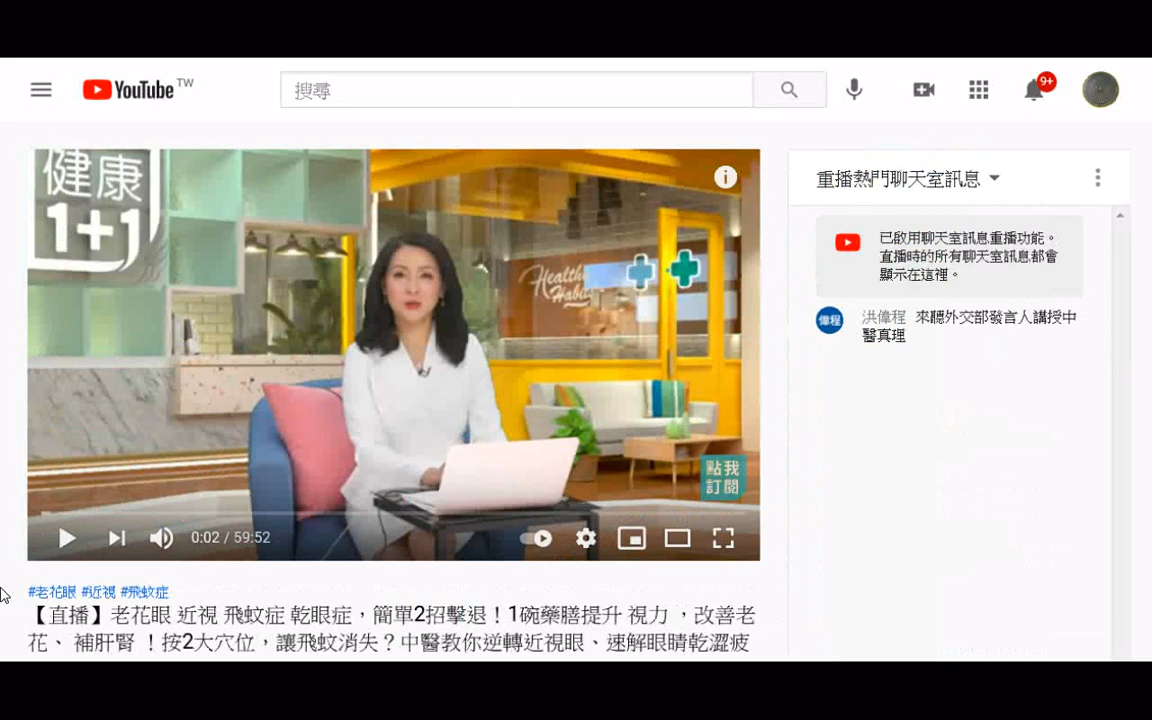 YouTube TW
搜尋
9+
健康
1+1
Healthy
Habits
點我
訂閱
0:02 / 59:52
#老花眼 #近視 #飛蚊症
【直播】老花眼 近視 飛蚊症 乾眼症，簡單2招擊退！1碗藥膳提升 視力 ，改善老
花、 補肝腎 ！按2大穴位，讓飛蚊消失？中醫教你逆轉近視眼、速解眼睛乾澀疲
重播熱門聊天室訊息
已啟用聊天室訊息重播功能。
直播時的所有聊天室訊息都會
顯示在這裡。
偉程
洪偉程 來聽外交部發言人講授中
醫真理